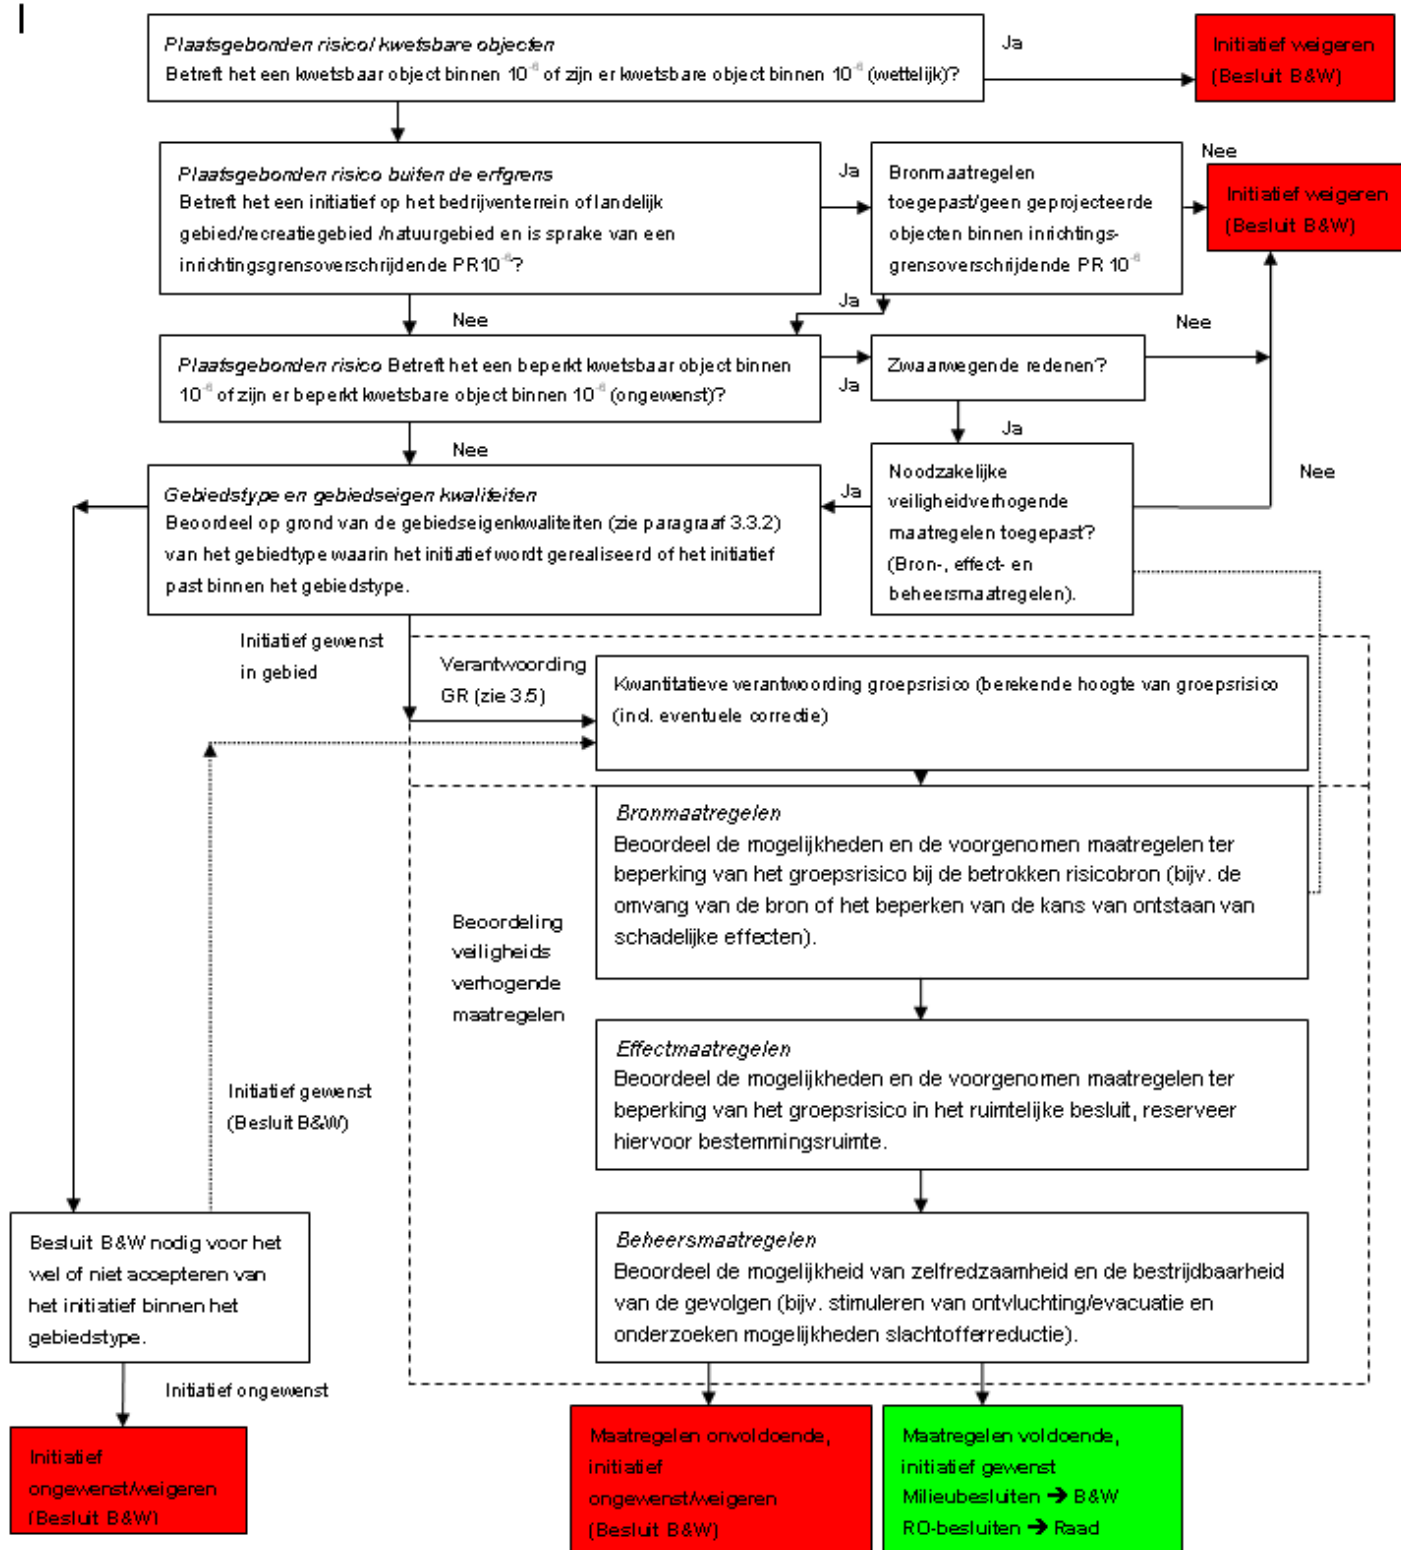 Plaatsgebonden risico/ kwetsbare objecten
Betreft het een kwetsbaar object binnen 10⁻⁶ of zijn er kwetsbare object binnen 10⁻⁶ (wettelijk)?
Ja
Initiatief weigeren
(Besluit B&W)
Plaatsgebonden risico buiten de erfgrens
Betreft het een initiatief op het bedrijventerrein of landelijk
gebied/recreatiegebied /natuurgebied en is sprake van een
inrichtingsgrensoverschrijdende PR10⁻⁶?
Ja
Bronmaatregelen
toegepast/geen geprojecteerde
objecten binnen inrichtings-
grensoverschrijdende PR 10⁻⁶
Nee
Initiatief weigeren
(Besluit B&W)
Ja
Nee
Nee
Plaatsgebonden risico Betreft het een beperkt kwetsbaar object binnen
10⁻⁶ of zijn er beperkt kwetsbare object binnen 10⁻⁶ (ongewenst)?
Ja
Zwaarwegende redenen?
Ja
Nee
Gebiedstype en gebiedseigen kwaliteiten
Beoordeel op grond van de gebiedseigenkwaliteiten (zie paragraaf 3.3.2)
van het gebiedtype waarin het initiatief wordt gerealiseerd of het initiatief
past binnen het gebiedstype.
Ja
Noodzakelijke
veiligheidverhogende
maatregelen toegepast?
(Bron-, effect- en
beheersmaatregelen).
Nee
Initiatief gewenst
in gebied
Verantwoording
GR (zie 3.5)
Kwantitatieve verantwoording groepsrisico (berekende hoogte van groepsrisico
(incl. eventuele correctie)
Bronmaatregelen
Beoordeel de mogelijkheden en de voorgenomen maatregelen ter
beperking van het groepsrisico bij de betrokken risicobron (bijv. de
omvang van de bron of het beperken van de kans van ontstaan van
schadelijke effecten).
Beoordeling
veiligheids
verhogende
maatregelen
Effectmaatregelen
Beoordeel de mogelijkheden en de voorgenomen maatregelen ter
beperking van het groepsrisico in het ruimtelijke besluit, reserveer
hiervoor bestemmingsruimte.
Initiatief gewenst
(Besluit B&W)
Beheersmaatregelen
Beoordeel de mogelijkheid van zelfredzaamheid en de bestrijdbaarheid
van de gevolgen (bijv. stimuleren van ontvluchting/evacuatie en
onderzoeken mogelijkheden slachtofferreductie).
Besluit B&W nodig voor het
wel of niet accepteren van
het initiatief binnen het
gebiedstype.
Initiatief ongewenst
Initiatief
ongewenst/weigeren
(Besluit B&W)
Maatregelen onvoldoende,
initiatief
ongewenst/weigeren
(Besluit B&W)
Maatregelen voldoende,
initiatief gewenst
Milieubesluiten ➔ B&W
RO-besluiten ➔ Raad